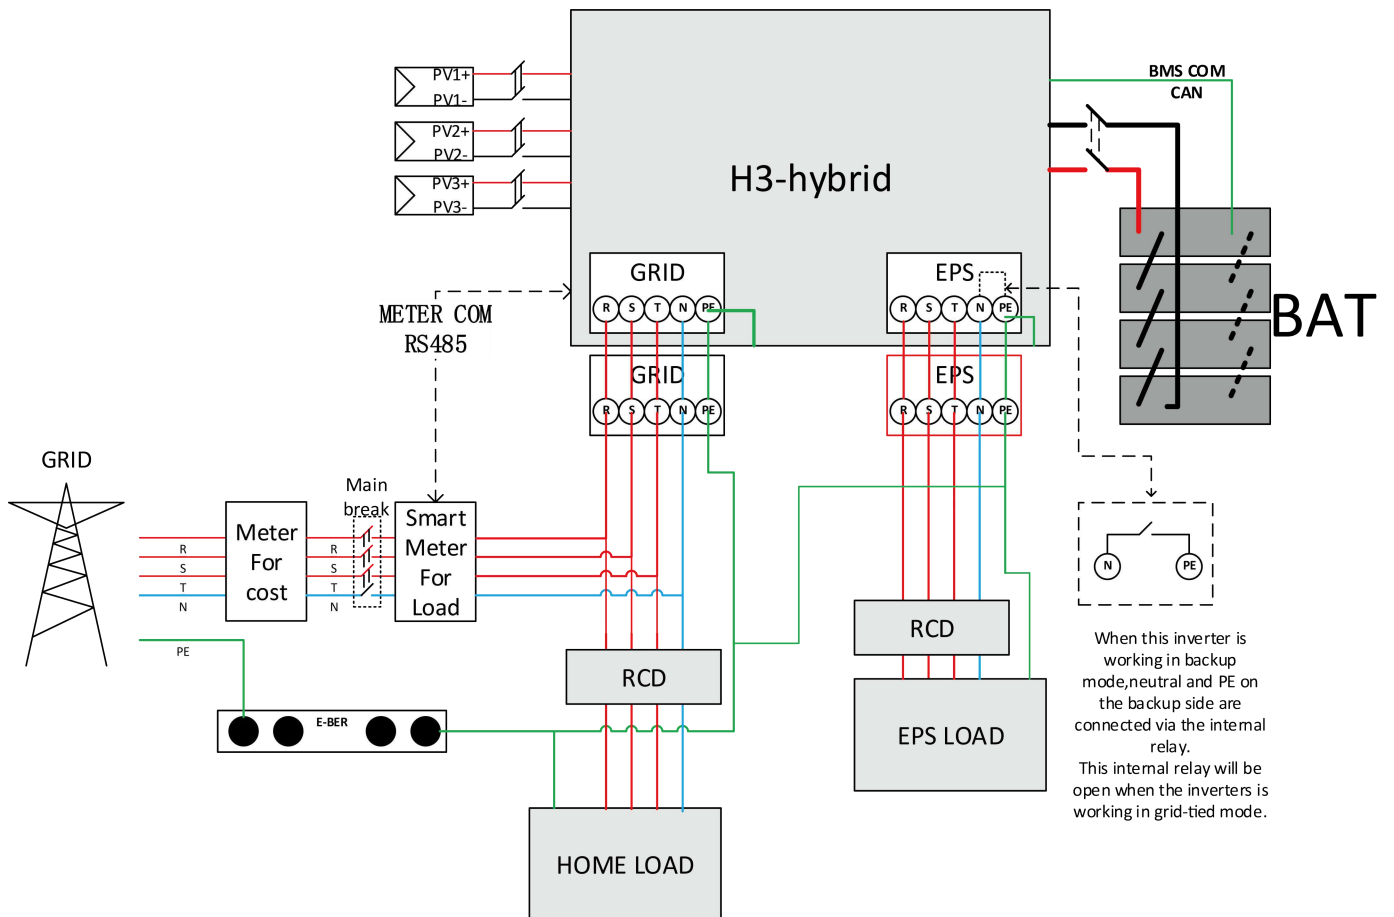 PV1+
PV1-
PV2+
PV2-
PV3+
PV3-
H3-hybrid
BMS COM
CAN
BAT
GRID
R S T N PE
EPS
R S T N PE
METER COM
RS485
GRID
R S T N PE
EPS
R S T N PE
GRID
R
S
T
N
PE
Meter
For
cost
Main
break
R
S
T
N
Smart
Meter
For
Load
E-BER
RCD
HOME LOAD
RCD
EPS LOAD
N PE
When this inverter is
working in backup
mode,neutral and PE on
the backup side are
connected via the internal
relay.
This internal relay will be
open when the inverters is
working in grid-tied mode.